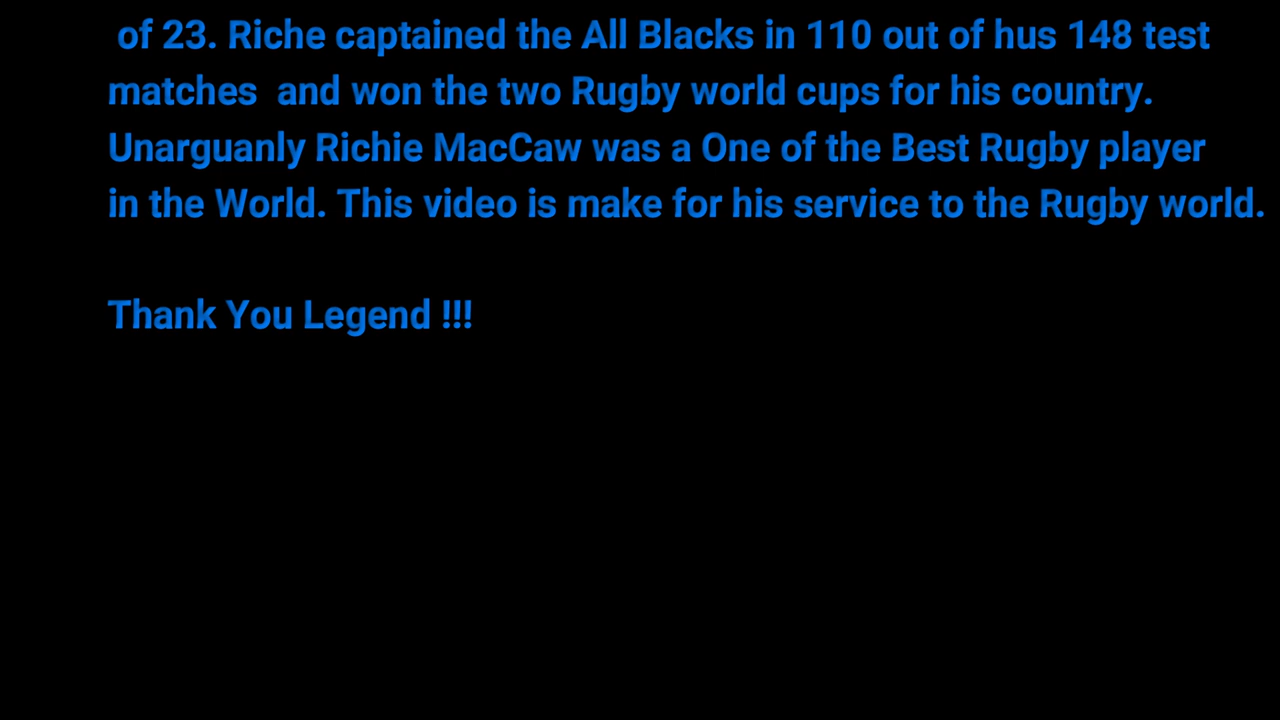 of 23. Riche captained the All Blacks in 110 out of hus 148 test
matches  and won the two Rugby world cups for his country.
Unarguanly Richie MacCaw was a One of the Best Rugby player
in the World. This video is make for his service to the Rugby world.
Thank You Legend !!!